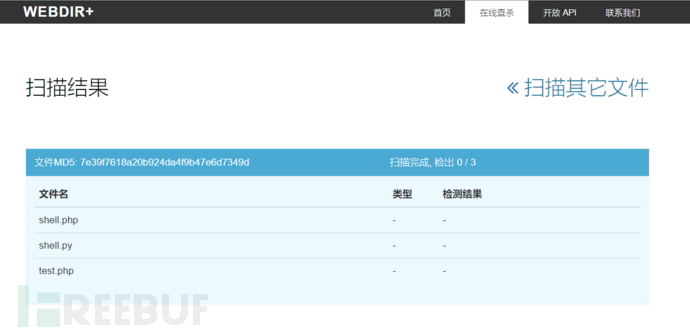 WEBDIR+ 首页 在线查杀 开放 API 联系我们
扫描结果 « 扫描其它文件
文件MD5: 7e39f7618a20b924da4f9b47e6d7349d 扫描完成, 检出 0 / 3
文件名 类型 检测结果
shell.php - -
shell.py - -
test.php - -
FREEBUF